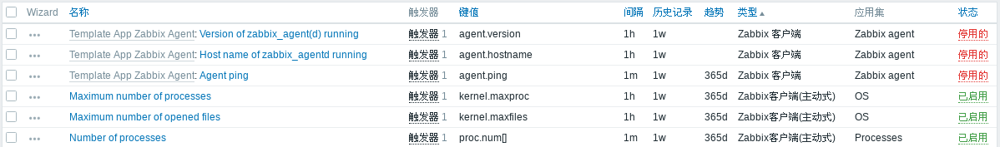 Wizard 名称 触发器 键值 间隔 历史记录 趋势 类型 应用集 状态
Template App Zabbix Agent: Version of zabbix_agent(d) running 触发器 1 agent.version 1h 1w Zabbix 客户端 Zabbix agent 停用的
Template App Zabbix Agent: Host name of zabbix_agentd running 触发器 1 agent.hostname 1h 1w Zabbix 客户端 Zabbix agent 停用的
Template App Zabbix Agent: Agent ping 触发器 1 agent.ping 1m 1w 365d Zabbix 客户端 Zabbix agent 停用的
Maximum number of processes 触发器 1 kernel.maxproc 1h 1w 365d Zabbix客户端(主动式) OS 已启用
Maximum number of opened files 触发器 1 kernel.maxfiles 1h 1w 365d Zabbix客户端(主动式) OS 已启用
Number of processes 触发器 1 proc.num[] 1m 1w 365d Zabbix客户端(主动式) Processes 已启用